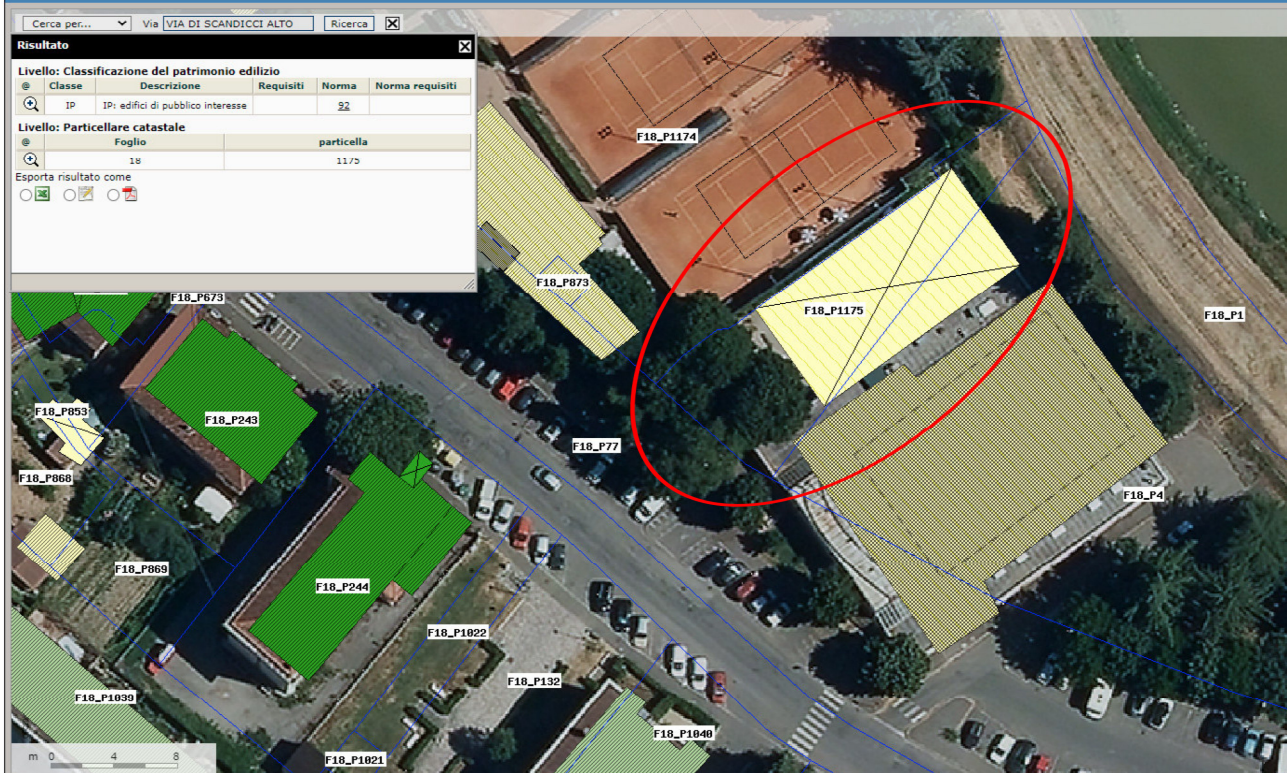 Cerca per... Via VIA DI SCANDICCI ALTO Ricerca
Risultato
Livello: Classificazione del patrimonio edilizio
@ Classe Descrizione Requisiti Norma Norma requisiti
IP IP: edifici di pubblico interesse 92
Livello: Particellare catastale
@ Foglio particella
18 1175
Esporta risultato come
F18_P1174
F18_P873
F18_P673
F18_P1175
F18_P1
F18_P853
F18_P243
F18_P77
F18_P868
F18_P4
F18_P869
F18_P244
F18_P1022
F18_P132
F18_P1039
F18_P1040
F18_P1021
m 0 4 8